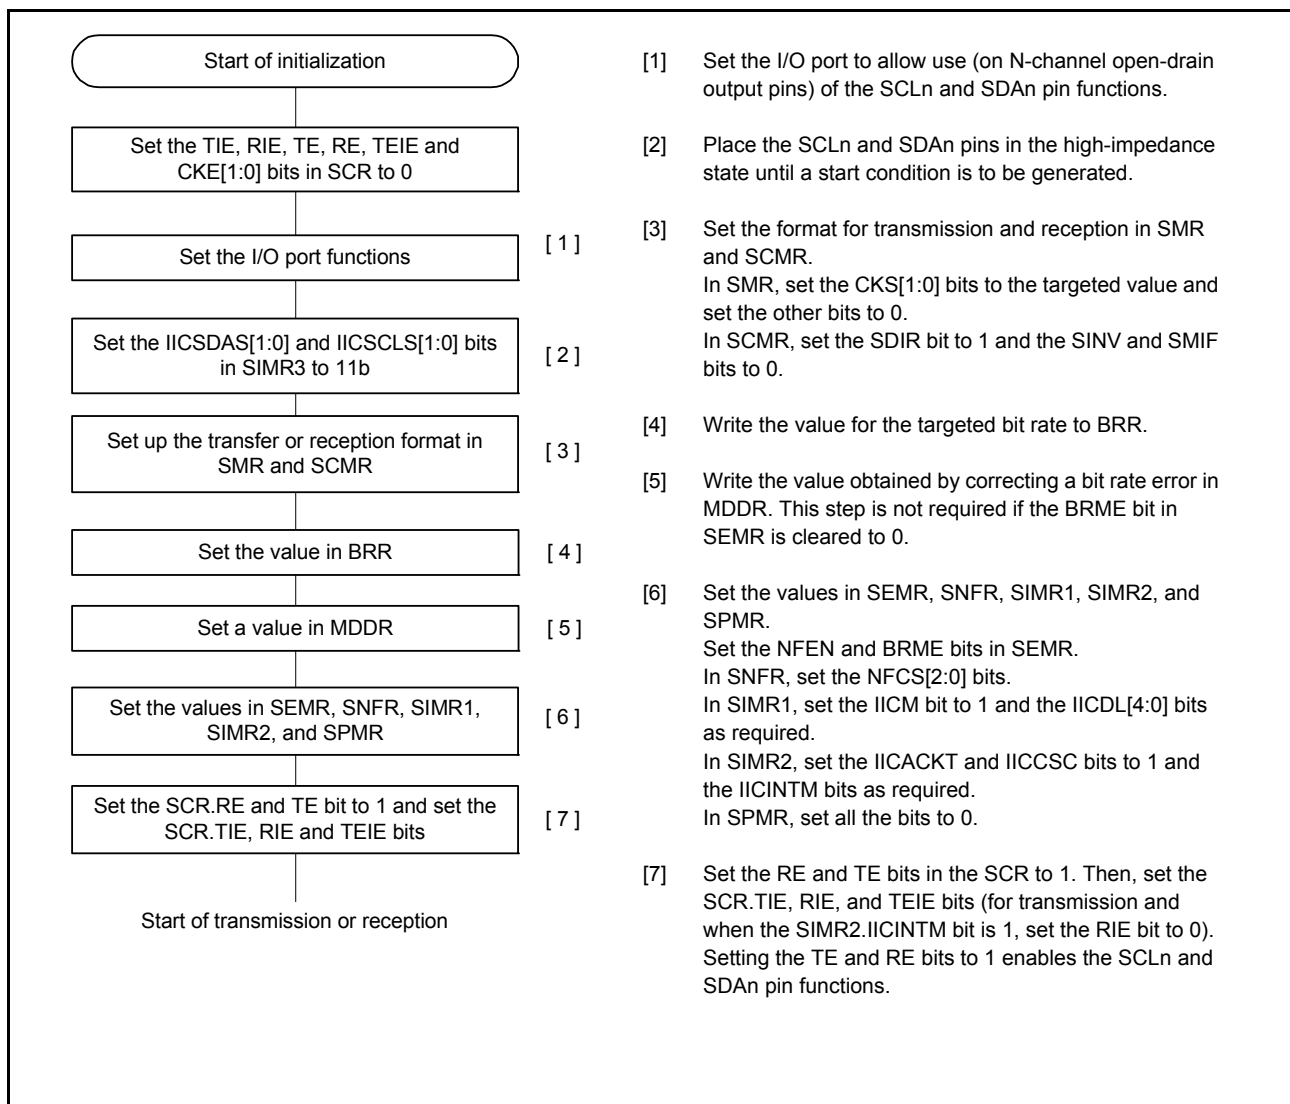 Start of initialization
Set the TIE, RIE, TE, RE, TEIE and
CKE[1:0] bits in SCR to 0
Set the I/O port functions
[ 1 ]
Set the IICSDAS[1:0] and IICSCLS[1:0] bits
in SIMR3 to 11b
[ 2 ]
Set up the transfer or reception format in
SMR and SCMR
[ 3 ]
Set the value in BRR
[ 4 ]
Set a value in MDDR
[ 5 ]
Set the values in SEMR, SNFR, SIMR1,
SIMR2, and SPMR
[ 6 ]
Set the SCR.RE and TE bit to 1 and set the
SCR.TIE, RIE and TEIE bits
[ 7 ]
Start of transmission or reception
[1] Set the I/O port to allow use (on N-channel open-drain
output pins) of the SCLn and SDAn pin functions.
[2] Place the SCLn and SDAn pins in the high-impedance
state until a start condition is to be generated.
[3] Set the format for transmission and reception in SMR
and SCMR.
In SMR, set the CKS[1:0] bits to the targeted value and
set the other bits to 0.
In SCMR, set the SDIR bit to 1 and the SINV and SMIF
bits to 0.
[4] Write the value for the targeted bit rate to BRR.
[5] Write the value obtained by correcting a bit rate error in
MDDR. This step is not required if the BRME bit in
SEMR is cleared to 0.
[6] Set the values in SEMR, SNFR, SIMR1, SIMR2, and
SPMR.
Set the NFEN and BRME bits in SEMR.
In SNFR, set the NFCS[2:0] bits.
In SIMR1, set the IICM bit to 1 and the IICDL[4:0] bits
as required.
In SIMR2, set the IICACKT and IICCSC bits to 1 and
the IICINTM bits as required.
In SPMR, set all the bits to 0.
[7] Set the RE and TE bits in the SCR to 1. Then, set the
SCR.TIE, RIE, and TEIE bits (for transmission and
when the SIMR2.IICINTM bit is 1, set the RIE bit to 0).
Setting the TE and RE bits to 1 enables the SCLn and
SDAn pin functions.